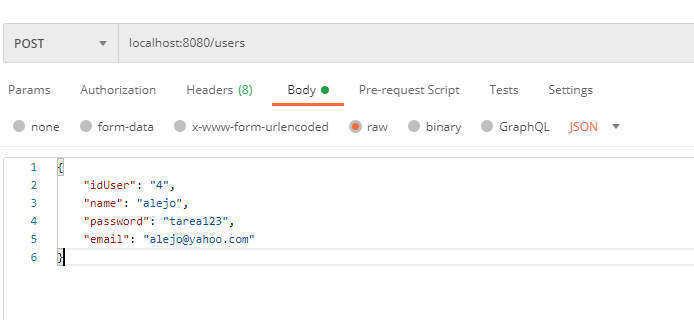 POST localhost:8080/users
Params Authorization Headers (8) Body Pre-request Script Tests Settings
none form-data x-www-form-urlencoded raw binary GraphQL JSON
1 {
2 "idUser": "4",
3 "name": "alejo",
4 "password": "tarea123",
5 "email": "alejo@yahoo.com"
6 }